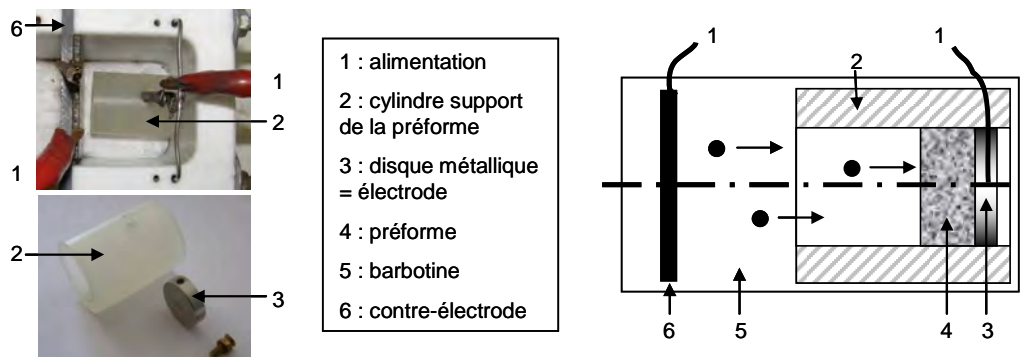 6
1
2
1
2
3
1 : alimentation
2 : cylindre support
de la préforme
3 : disque métallique
= électrode
4 : préforme
5 : barbotine
6 : contre-électrode
1
1
2
6
5
4
3